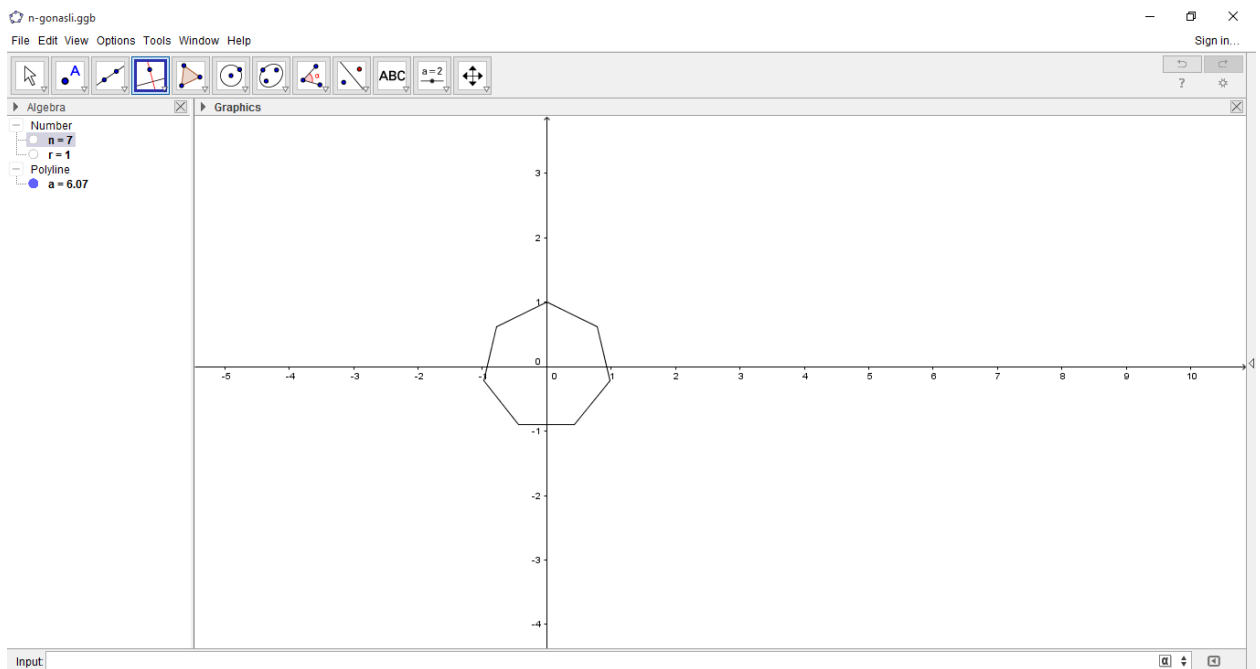 n-gonasli.ggb
File Edit View Options Tools Window Help
Sign in...
A
α
ABC
a=2
?
Algebra
Graphics
Number
n = 7
r = 1
Polyline
a = 6.07
3
2
1
0
-5 -4 -3 -2 -1 0 1 2 3 4 5 6 7 8 9 10
-1
-2
-3
-4
Input:
α